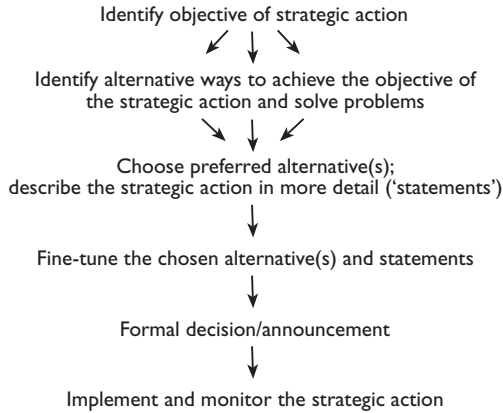 Identify objective of strategic action
Identify alternative ways to achieve the objective of
the strategic action and solve problems
Choose preferred alternative(s);
describe the strategic action in more detail (‘statements’)
Fine-tune the chosen alternative(s) and statements
Formal decision/announcement
Implement and monitor the strategic action